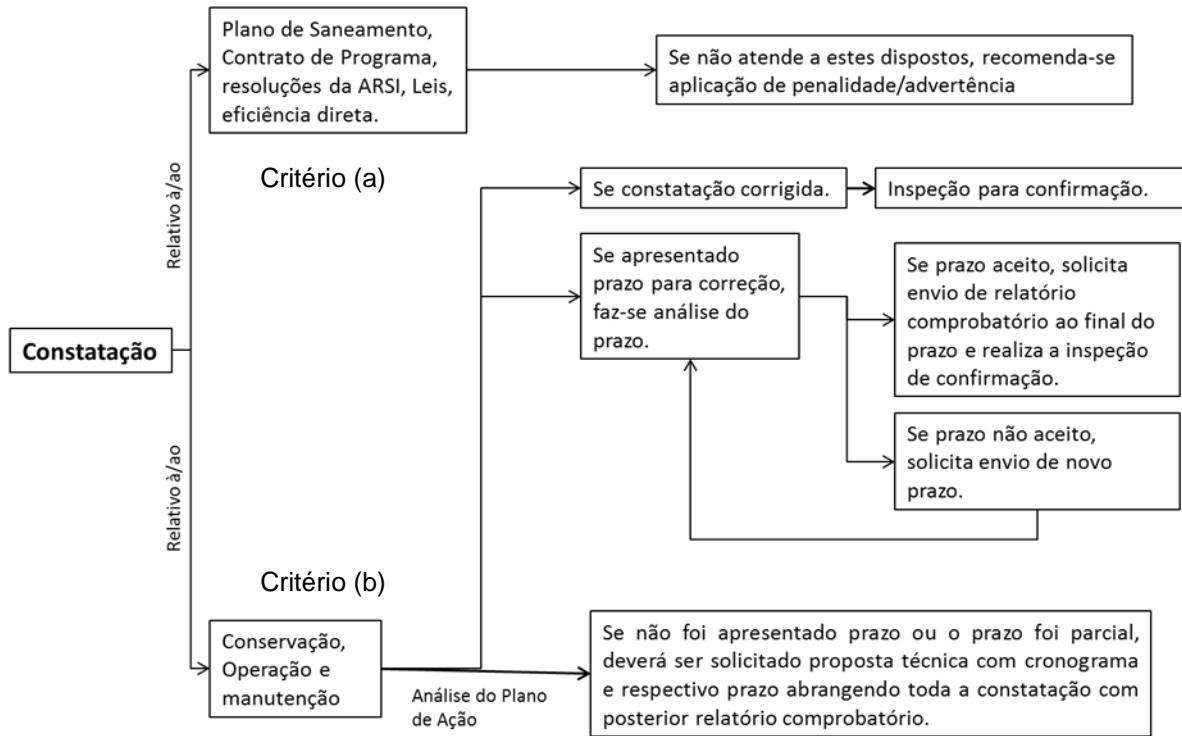 Plano de Saneamento,
Contrato de Programa,
resoluções da ARSI, Leis,
eficiência direta.
Se não atende a estes dispostos, recomenda-se
aplicação de penalidade/advertência
Relativo à/ao
Critério (a)
Se constatação corrigida.
Inspeção para confirmação.
Se apresentado
prazo para correção,
faz-se análise do
prazo.
Se prazo aceito, solicita
envio de relatório
comprobatório ao final do
prazo e realiza a inspeção
de confirmação.
Constatação
Se prazo não aceito,
solicita envio de novo
prazo.
Relativo à/ao
Critério (b)
Conservação,
Operação e
manutenção
Análise do Plano
de Ação
Se não foi apresentado prazo ou o prazo foi parcial,
deverá ser solicitado proposta técnica com cronograma
e respectivo prazo abrangendo toda a constatação com
posterior relatório comprobatório.